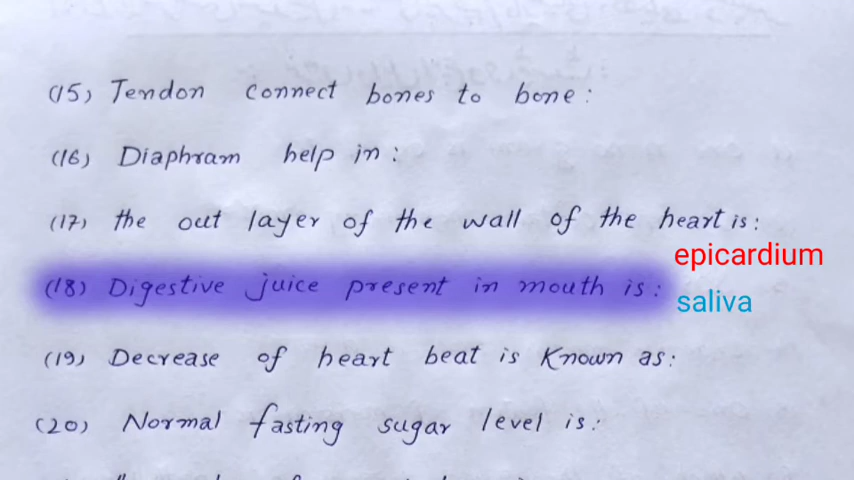 (15) Tendon connect bones to bone:
(16) Diaphram help in:
(17) the out layer of the wall of the heart is:
epicardium
(18) Digestive juice present in mouth is:
saliva
(19) Decrease of heart beat is Known as:
(20) Normal fasting sugar level is: